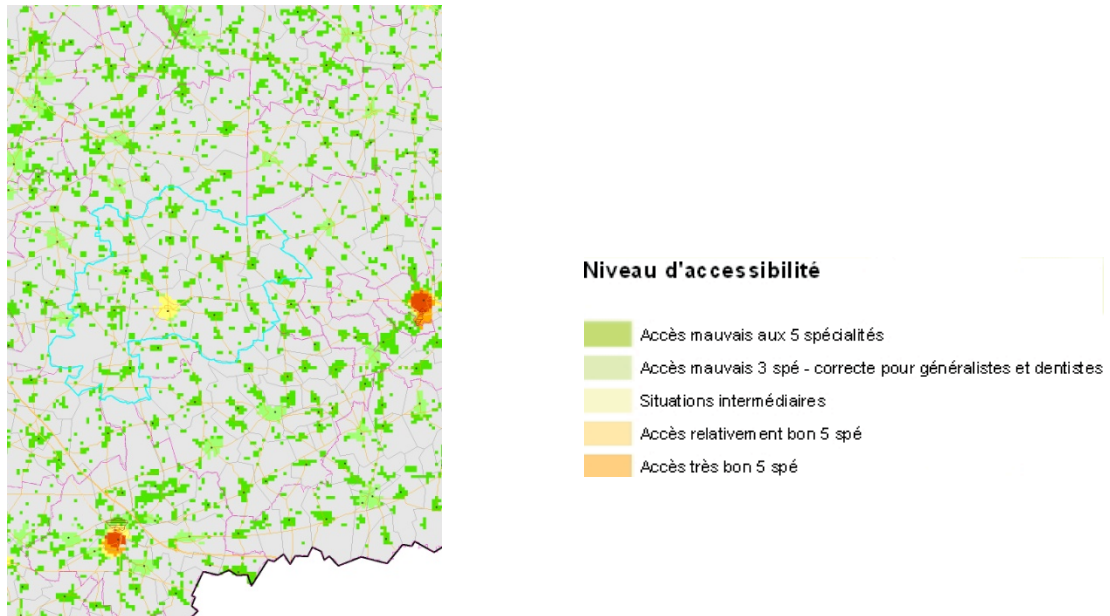 Niveau d'accessibilité
Accès mauvais aux 5 spécialités
Accès mauvais 3 spé - correcte pour généralistes et dentistes
Situations intermédiaires
Accès relativement bon 5 spé
Accès très bon 5 spé